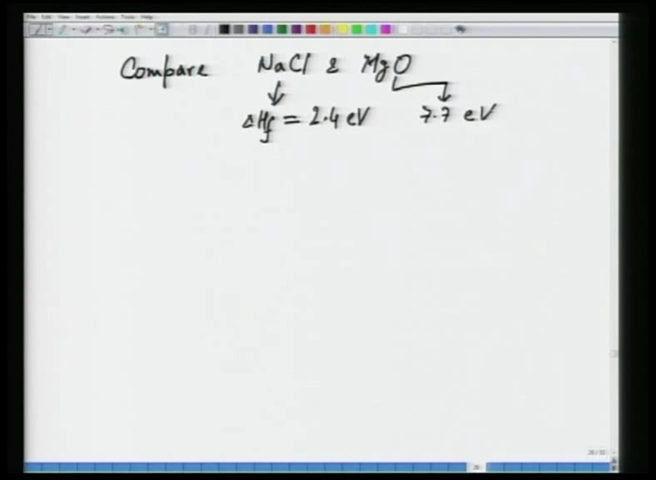 Compare NaCl & MgO
ΔHf = 2.4 eV 7.7 eV